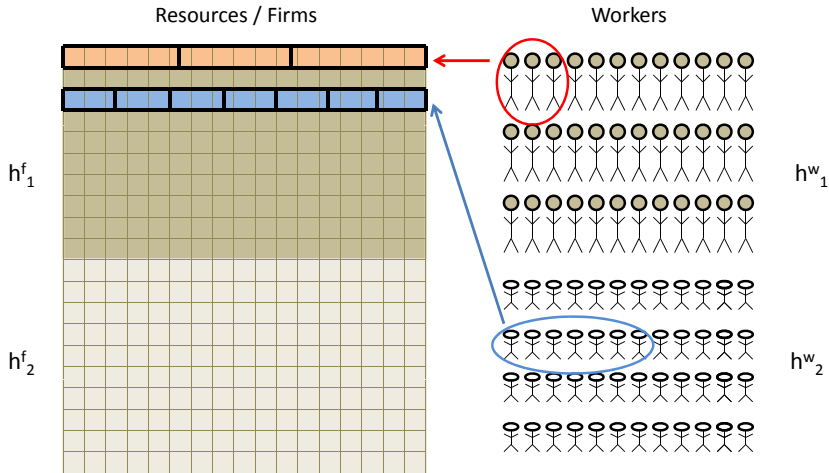 Resources / Firms
Workers
hᶠ₁
hʷ₁
hᶠ₂
hʷ₂